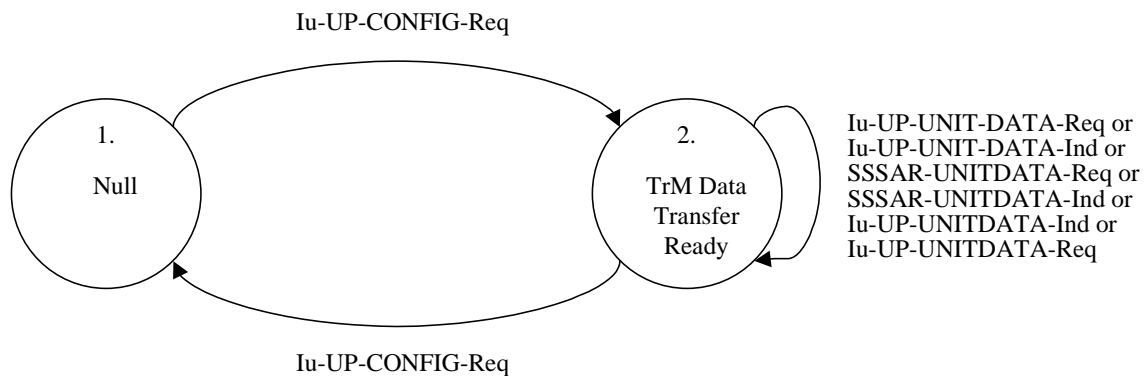 Iu-UP-CONFIG-Req
1.
Null
2.
TrM Data
Transfer
Ready
Iu-UP-UNIT-DATA-Req or
Iu-UP-UNIT-DATA-Ind or
SSSAR-UNITDATA-Req or
SSSAR-UNITDATA-Ind or
Iu-UP-UNITDATA-Ind or
Iu-UP-UNITDATA-Req
Iu-UP-CONFIG-Req